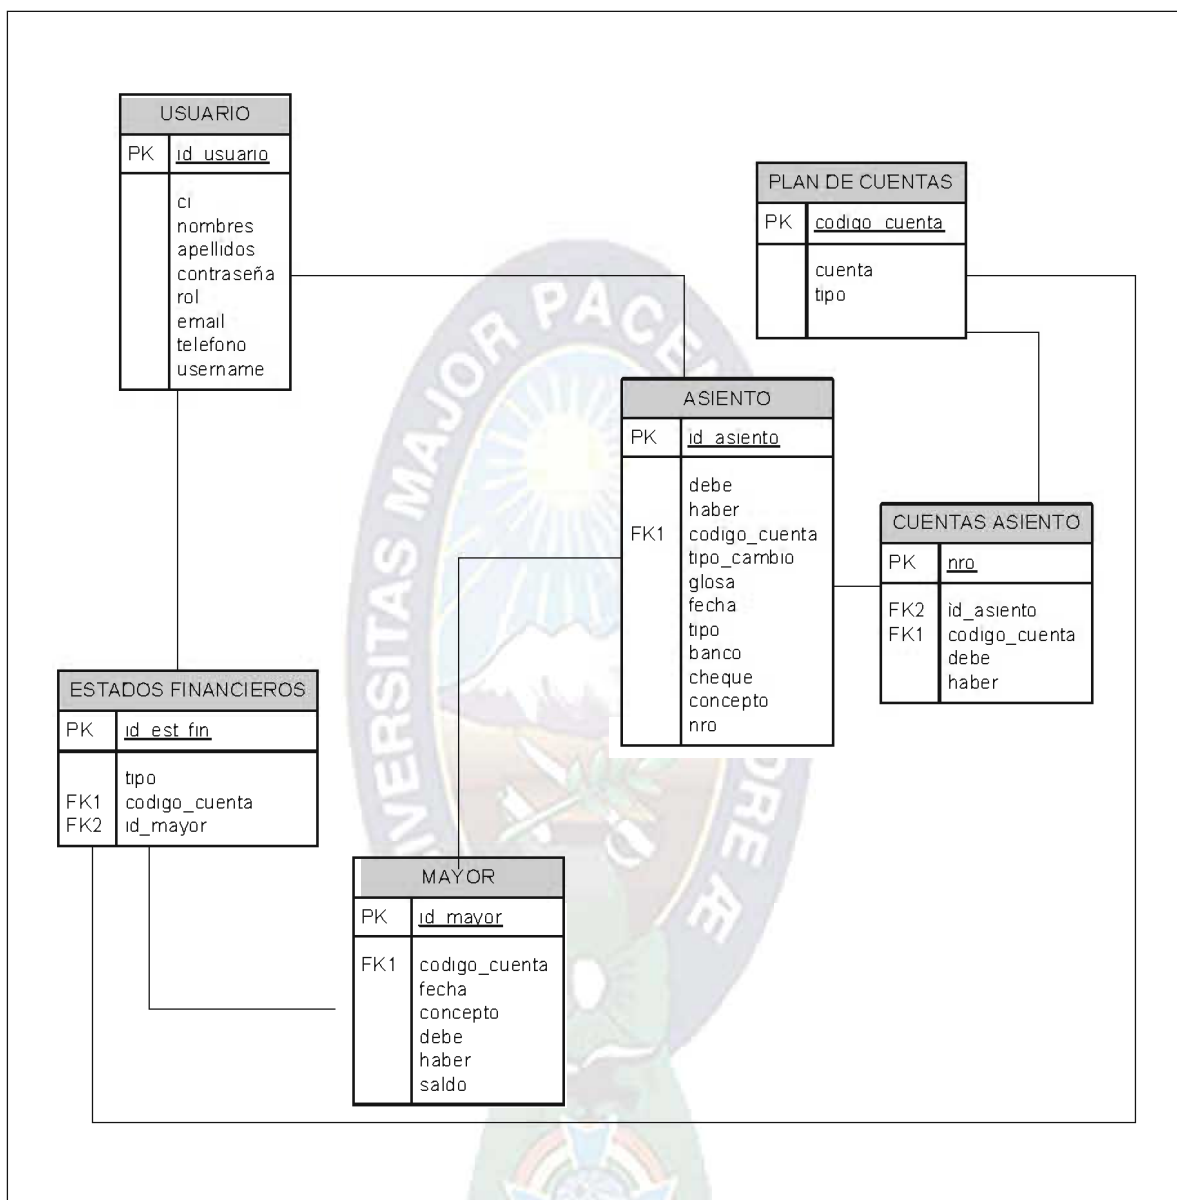 USUARIO
PK id_usuario
ci
nombres
apellidos
contraseña
rol
email
telefono
username
PLAN DE CUENTAS
PK codigo_cuenta
cuenta
tipo
ASIENTO
PK id_asiento
debe
haber
FK1 codigo_cuenta
tipo_cambio
glosa
fecha
tipo
banco
cheque
concepto
nro
CUENTAS ASIENTO
PK nro
FK2 id_asiento
FK1 codigo_cuenta
debe
haber
ESTADOS FINANCIEROS
PK id_est_fin
tipo
FK1 codigo_cuenta
FK2 id_mayor
MAYOR
PK id_mayor
FK1 codigo_cuenta
fecha
concepto
debe
haber
saldo